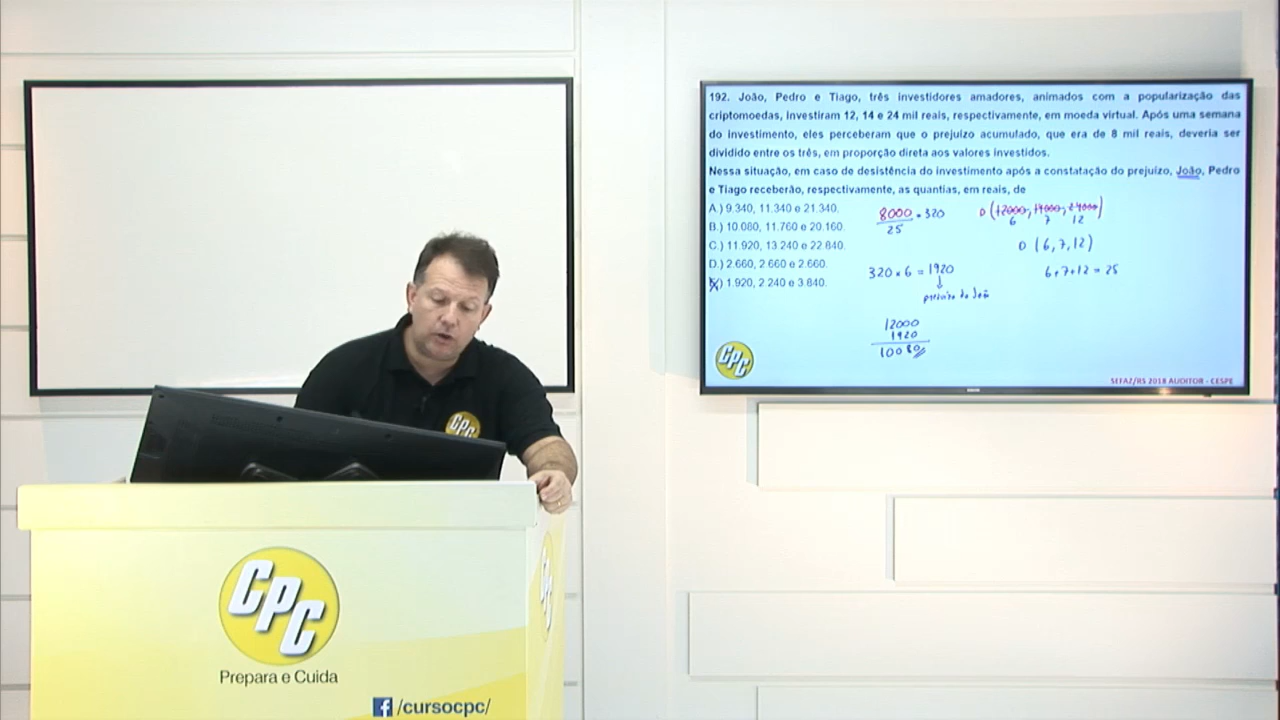 192. João, Pedro e Tiago, três investidores amadores, animados com a popularização das
criptomoedas, investiram 12, 14 e 24 mil reais, respectivamente, em moeda virtual. Após uma semana
do investimento, eles perceberam que o prejuízo acumulado, que era de 8 mil reais, deveria ser
dividido entre os três, em proporção direta aos valores investidos.
Nessa situação, em caso de desistência do investimento após a constatação do prejuízo, João, Pedro
e Tiago receberão, respectivamente, as quantias, em reais, de
A.) 9.340, 11.340 e 21.340.
B.) 10.080, 11.760 e 20.160.
C.) 11.920, 13.240 e 22.840.
D.) 2.660, 2.660 e 2.660.
) 1.920, 2.240 e 3.840.
8000
25
= 320
D (12000, 14000, 24000)
6 7 12
D (6, 7, 12)
6+7+12 = 25
320 x 6 = 1920
prejuízo do João
12000
1920
10080
CPC
SEFAZ/RS 2018 AUDITOR - CESPE
CPC
CPC
Prepara e Cuida
f /cursocpc/